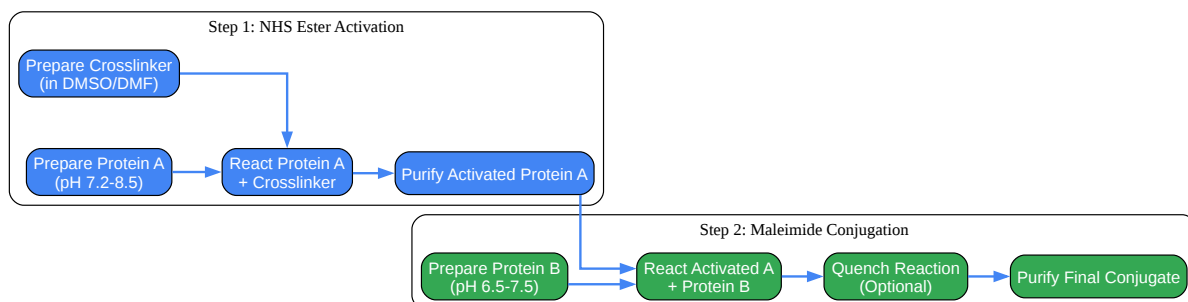 Step 1: NHS Ester Activation
Prepare Crosslinker
(in DMSO/DMF)
Prepare Protein A
(pH 7.2-8.5)
React Protein A
+ Crosslinker
Purify Activated Protein A
Step 2: Maleimide Conjugation
Prepare Protein B
(pH 6.5-7.5)
React Activated A
+ Protein B
Quench Reaction
(Optional)
Purify Final Conjugate